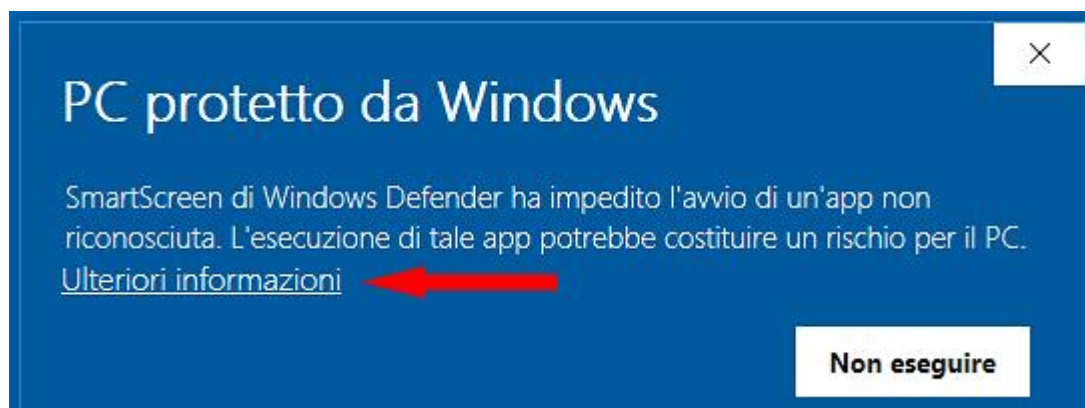 PC protetto da Windows
SmartScreen di Windows Defender ha impedito l'avvio di un'app non
riconosciuta. L'esecuzione di tale app potrebbe costituire un rischio per il PC.
Ulteriori informazioni
Non eseguire